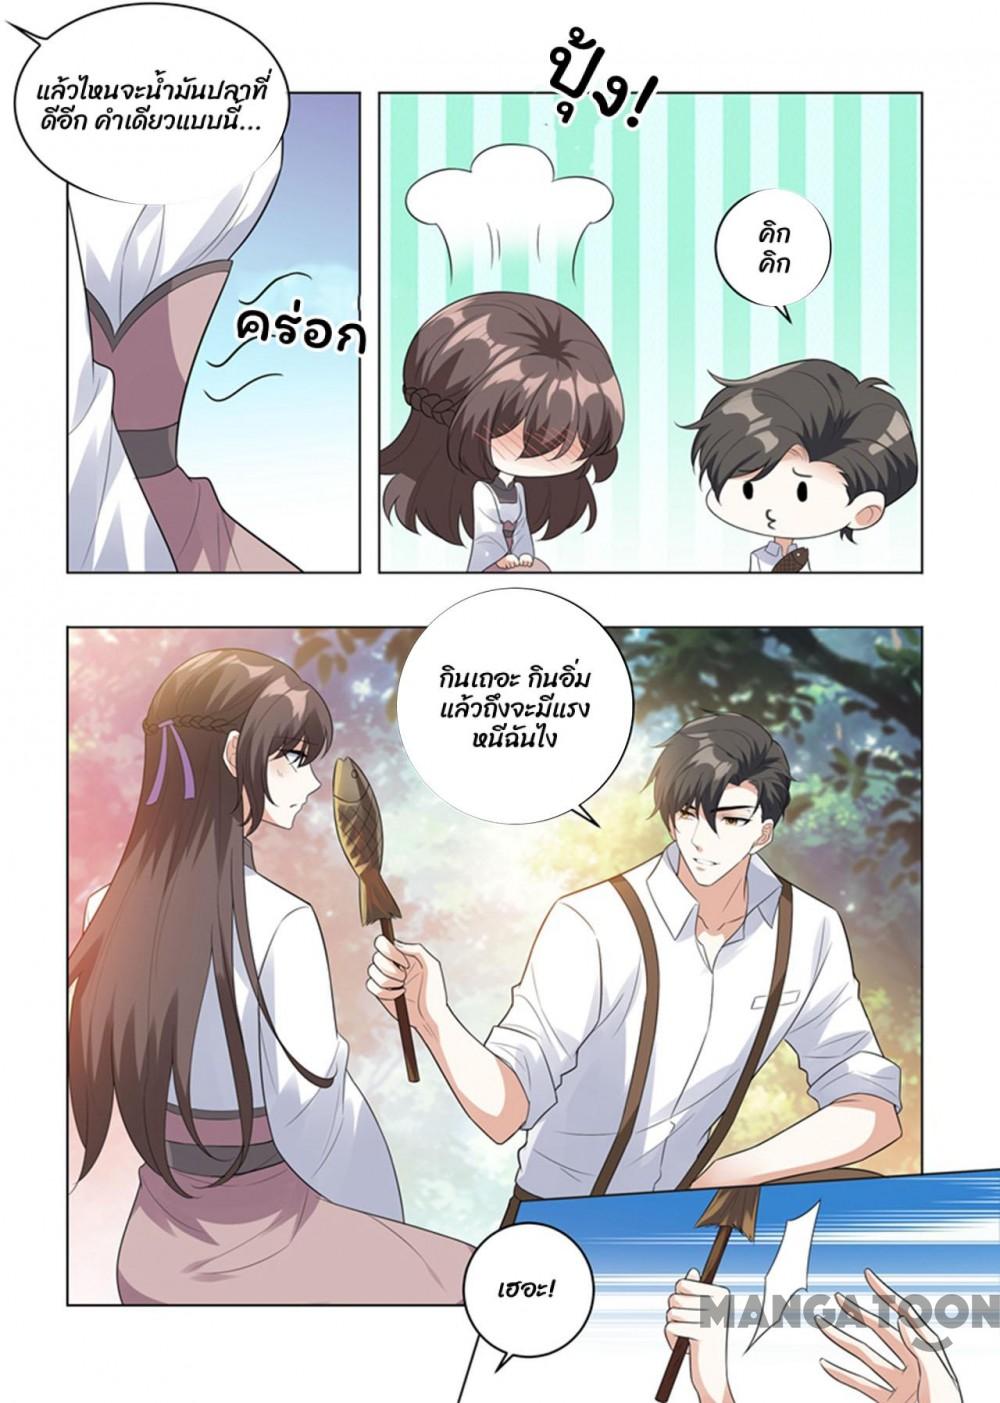 แล้วไหนจะน้ำมันปลาที่
ดีอีก คำเดียวแบบนี้...
คร่อก
ปุ้ง!
คิก
คิก
กินเถอะ กินอิ่ม
แล้วถึงจะมีแรง
หนีฉันไง
เฮอะ!
MANGATOON